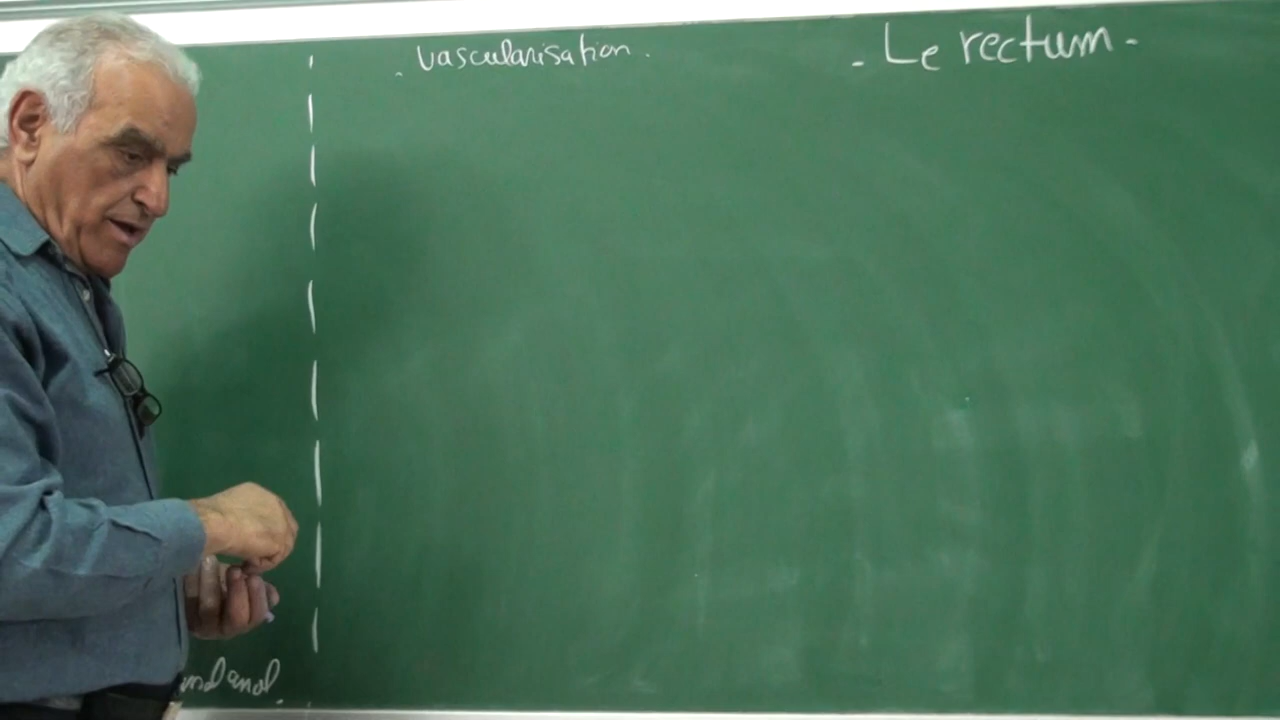 . vascularisation .
- Le rectum -